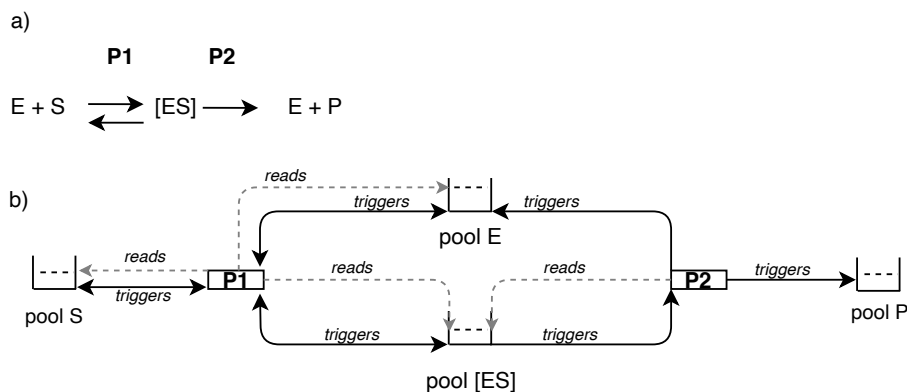 a)
P1 P2
E + S [ES] E + P
b)
reads
triggers triggers
pool E
reads reads reads
P1 P2 triggers
triggers
pool S pool P
triggers triggers
pool [ES]